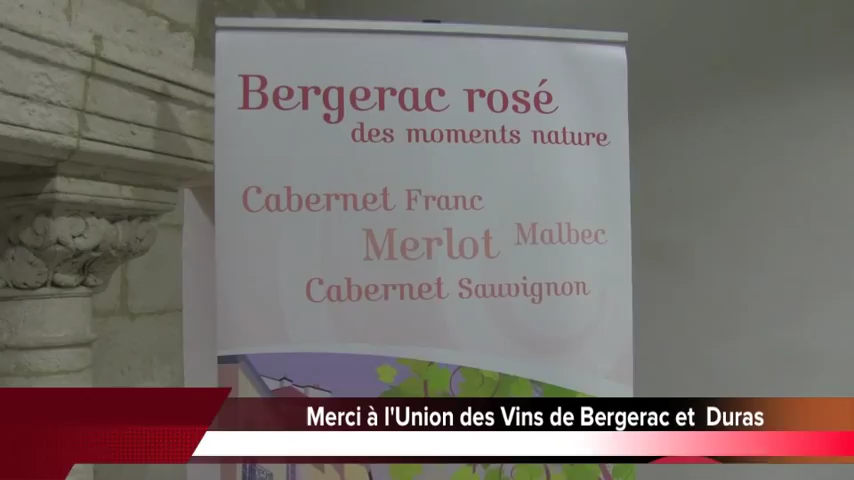 Bergerac rosé
des moments nature
Cabernet Franc
Merlot Malbec
Cabernet Sauvignon
Merci à l'Union des Vins de Bergerac et Duras